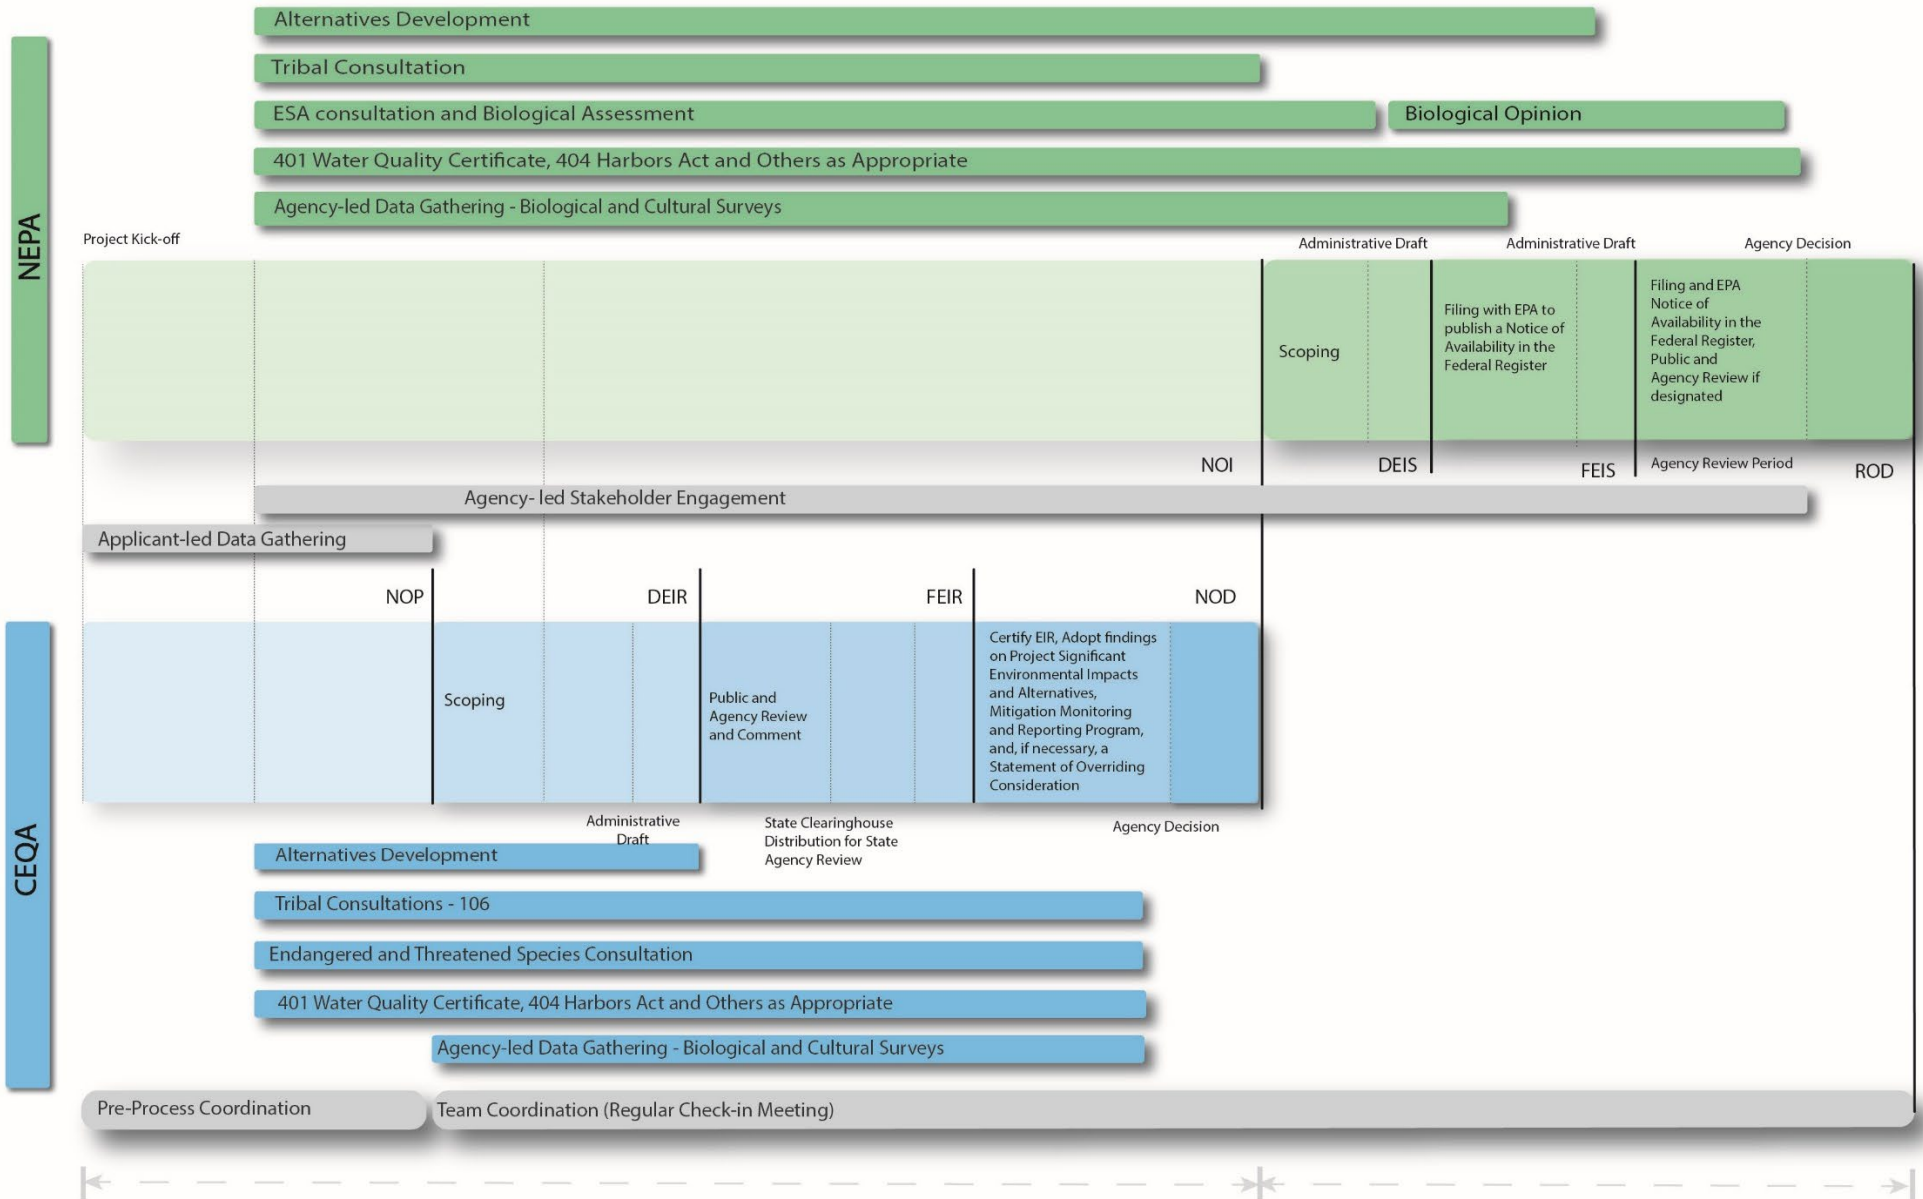 Alternatives Development
Tribal Consultation
ESA consultation and Biological Assessment
Biological Opinion
401 Water Quality Certificate, 404 Harbors Act and Others as Appropriate
Agency-led Data Gathering - Biological and Cultural Surveys
NEPA
Project Kick-off
Administrative Draft
Administrative Draft
Agency Decision
Scoping
Filing with EPA to
publish a Notice of
Availability in the
Federal Register
Filing and EPA
Notice of
Availability in the
Federal Register,
Public and
Agency Review if
designated
NOI
DEIS
FEIS
Agency Review Period
ROD
Agency- led Stakeholder Engagement
Applicant-led Data Gathering
NOP
DEIR
FEIR
NOD
CEQA
Scoping
Public and
Agency Review
and Comment
Certify EIR, Adopt findings
on Project Significant
Environmental Impacts
and Alternatives,
Mitigation Monitoring
and Reporting Program,
and, if necessary, a
Statement of Overriding
Consideration
Administrative
Draft
State Clearinghouse
Distribution for State
Agency Review
Agency Decision
Alternatives Development
Tribal Consultations - 106
Endangered and Threatened Species Consultation
401 Water Quality Certificate, 404 Harbors Act and Others as Appropriate
Agency-led Data Gathering - Biological and Cultural Surveys
Pre-Process Coordination
Team Coordination (Regular Check-in Meeting)